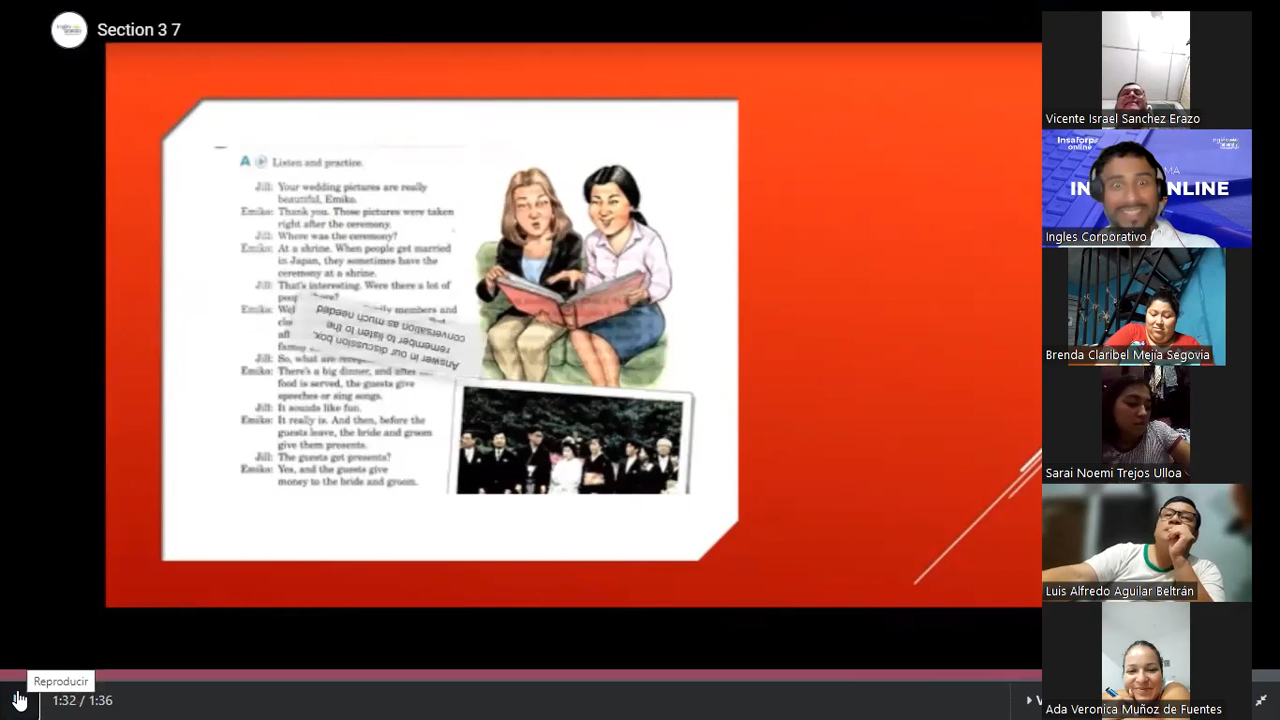 Section 3 7
A Listen and practice.
Jill: Your wedding pictures are really
beautiful, Emiko.
Emiko: Thank you. Those pictures were taken
right after the ceremony.
Jill: Where was the ceremony?
Emiko: At a shrine. When people get married
in Japan, they sometimes have the
ceremony at a shrine.
Jill: That's interesting. Were there a lot of
Emiko: members and
Jill: So, what are
Emiko: There's a big dinner, and after
food is served, the guests give
speeches or sing songs.
Jill: It sounds like fun.
Emiko: It really is. And then, before the
guests leave, the bride and groom
give them presents.
Jill: The guests get presents?
Emiko: Yes, and the guests give
money to the bride and groom.
Answer in our discussion box,
remember to listen to the
conversation as much needed
Reproducir
1:32 / 1:36
Vicente Israel Sanchez Erazo
Insaforp
online
Ingles Corporativo
Brenda Claribel Mejia Segovia
Sarai Noemi Trejos Ulloa
Luis Alfredo Aguilar Beltrán
Ada Veronica Muñoz de Fuentes